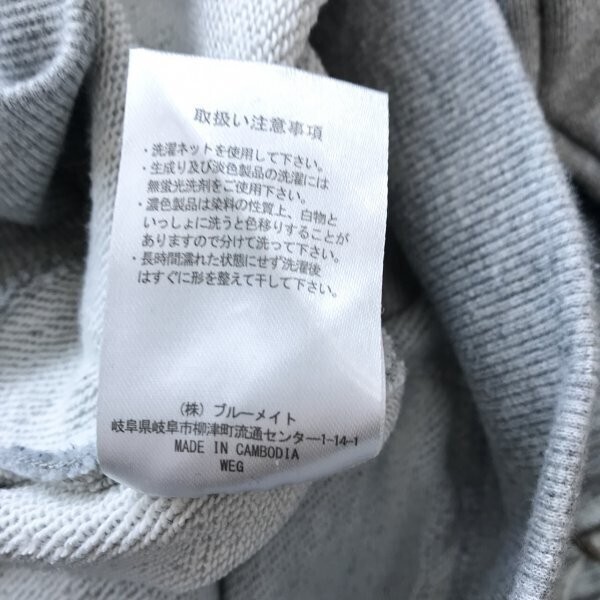 取扱い注意事項
・洗濯ネットを使用して下さい。
・生成り及び淡色製品の洗濯には
無蛍光洗剤をご使用下さい。
・濃色製品は染料の性質上、白物と
いっしょに洗うと色移りすることが
ありますので分けて洗って下さい。
・長時間濡れた状態にせず洗濯後
はすぐに形を整えて干して下さい。
(株) ブルーメイト
岐阜県岐阜市柳津町流通センター1-14-1
MADE IN CAMBODIA
WEG